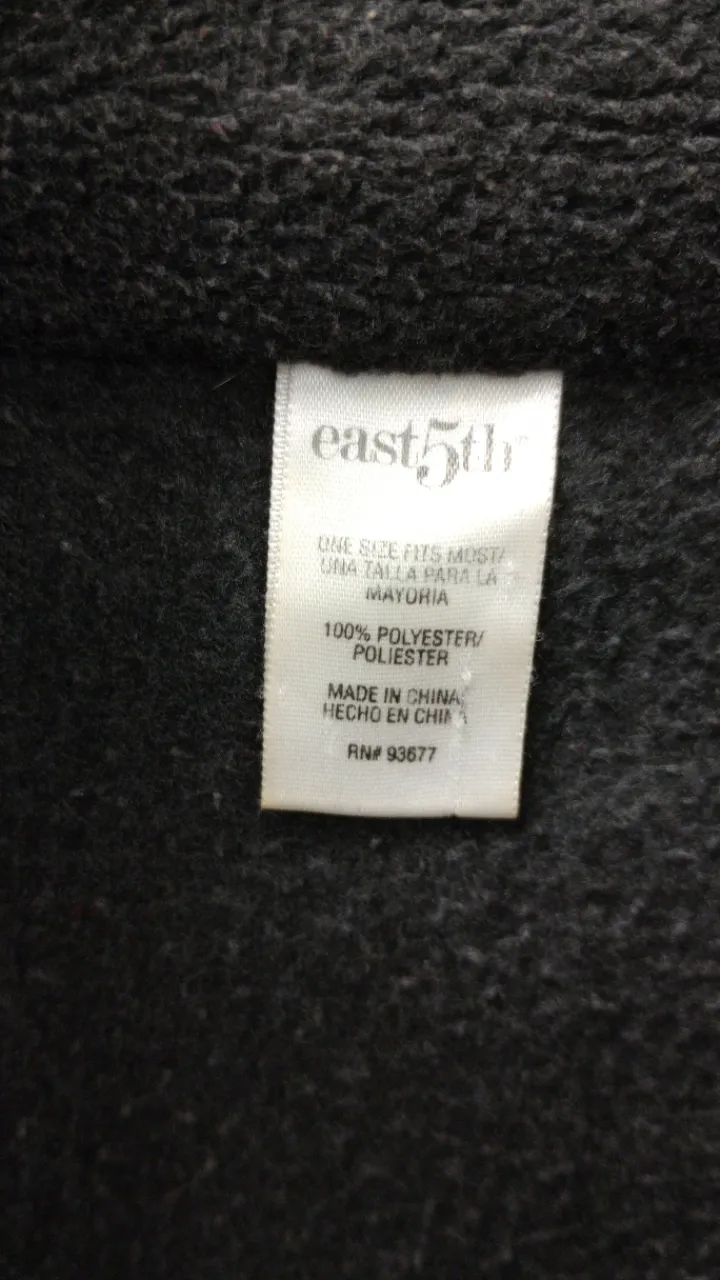 east5th
ONE SIZE FITS MOST/
UNA TALLA PARA LA
MAYORIA
100% POLYESTER/
POLIESTER
MADE IN CHINA/
HECHO EN CHINA
RN# 93677